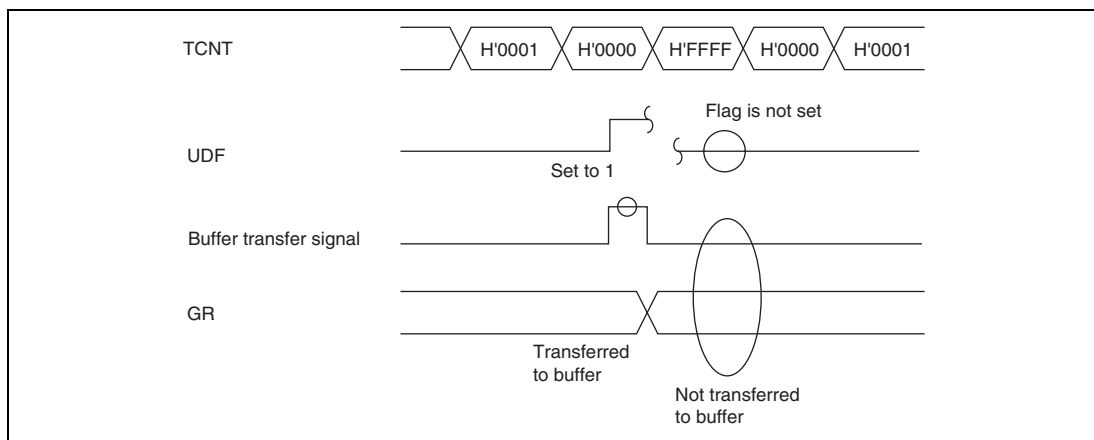 TCNT
H'0001 H'0000 H'FFFF H'0000 H'0001
Flag is not set
UDF
Set to 1
Buffer transfer signal
GR
Transferred
to buffer
Not transferred
to buffer